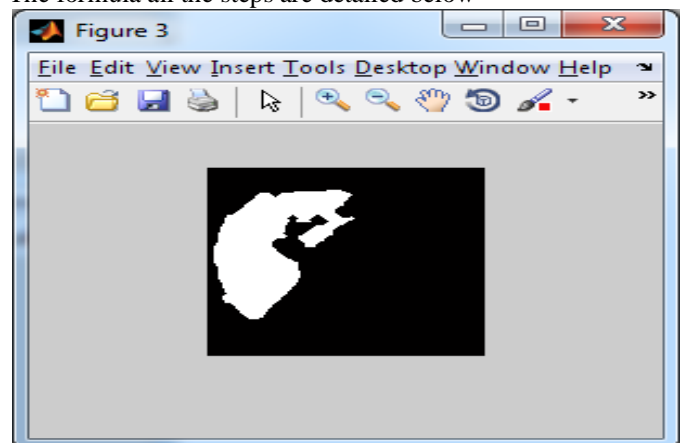 The formula all the steps are detailed below
Figure 3
File Edit View Insert Tools Desktop Window Help